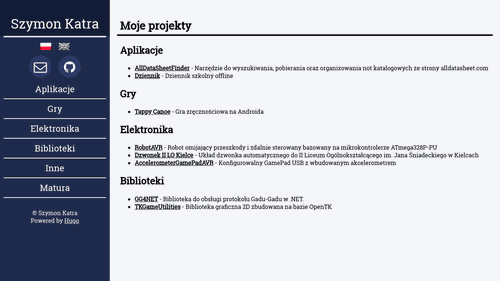 Szymon Katra
Aplikacje
Gry
Elektronika
Biblioteki
Inne
Matura
© Szymon Katra
Powered by Hugo
Moje projekty
Aplikacje
AllDataSheetFinder - Narzędzie do wyszukiwania, pobierania oraz organizowania not katalogowych ze strony alldatasheet.com
Dziennik - Dziennik szkolny offline
Gry
Tappy Canoe - Gra zręcznościowa na Androida
Elektronika
RobotAVR - Robot omijający przeszkody i zdalnie sterowany bazowany na mikrokontrolerze ATmega328P-PU
Dzwonek II LO Kielce - Układ dzwonka automatycznego do II Liceum Ogólnokształcącego im. Jana Śniadeckiego w Kielcach
AccelerometerGamePadAVR - Konfigurowalny GamePad USB z wbudowanym akcelerometrem
Biblioteki
GG4NET - Biblioteka do obsługi protokołu Gadu-Gadu w .NET.
TKGameUtilities - Biblioteka graficzna 2D zbudowana na bazie OpenTK